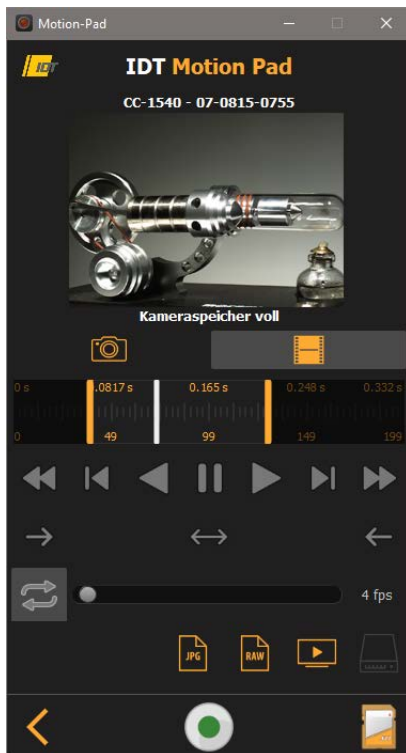 Motion-Pad
IDT
IDT Motion Pad
CC-1540 - 07-0815-0755
Kameraspeicher voll
0 s .0817 s 0.165 s 0.248 s 0.332 s
0 49 99 149 199
4 fps
JPG RAW